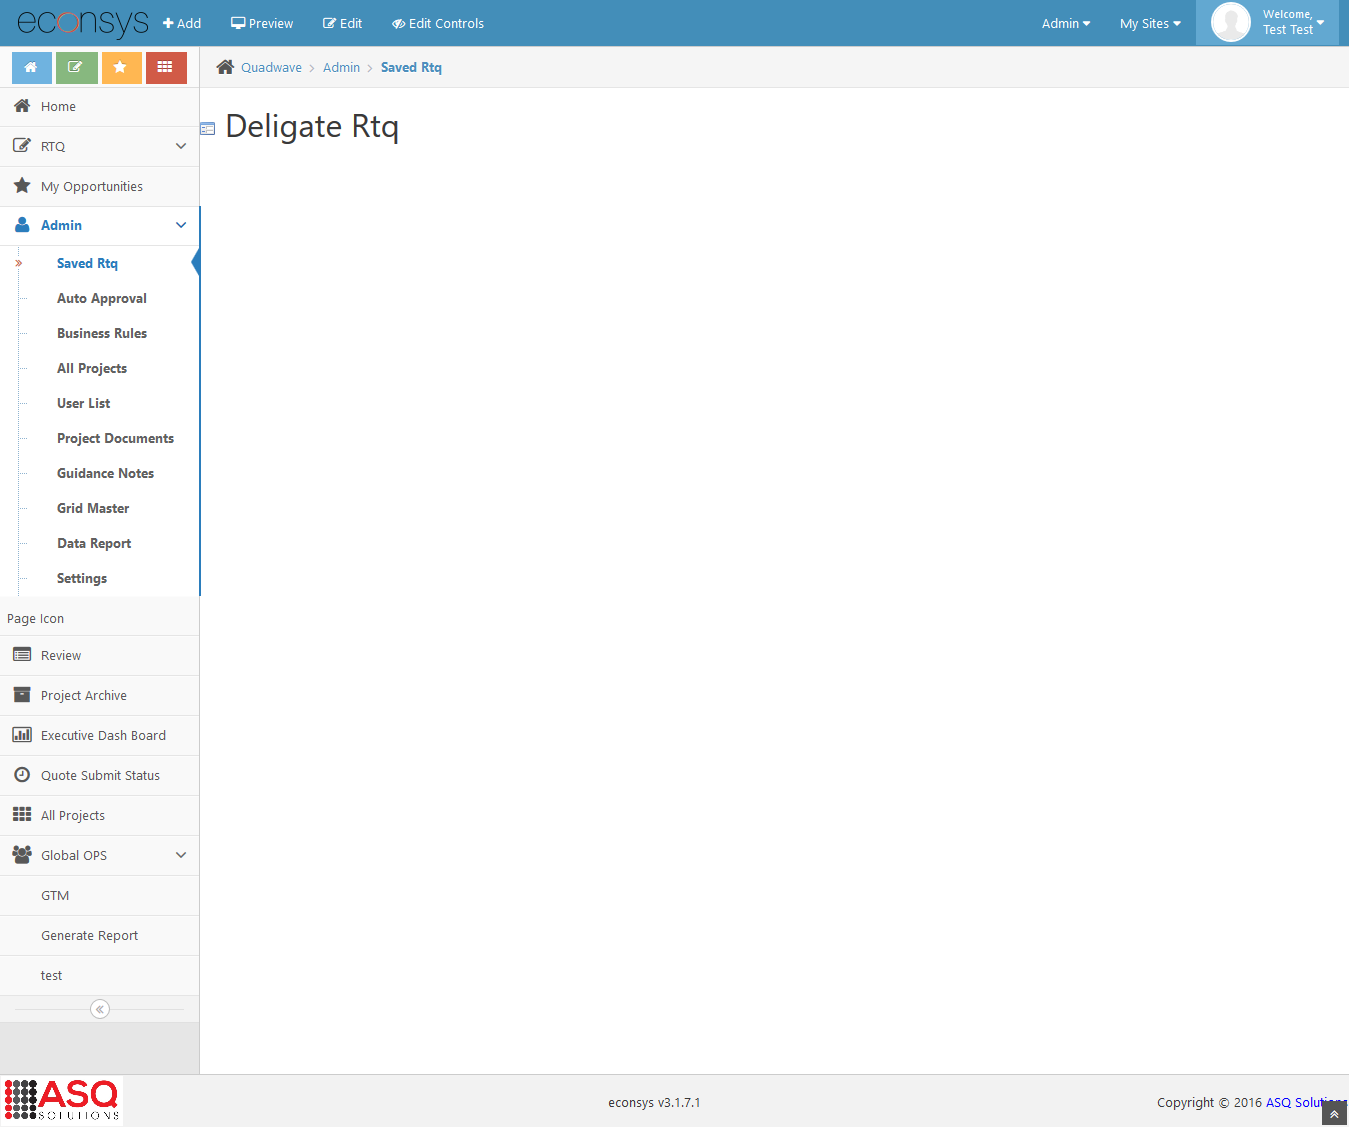 econsys Add Preview Edit Edit Controls Admin My Sites Welcome, Test Test
Quadwave Admin Saved Rtq
Deligate Rtq
Home
RTQ
My Opportunities
Admin
Saved Rtq
Auto Approval
Business Rules
All Projects
User List
Project Documents
Guidance Notes
Grid Master
Data Report
Settings
Page Icon
Review
Project Archive
Executive Dash Board
Quote Submit Status
All Projects
Global OPS
GTM
Generate Report
test
ASQ
SOLUTIONS
econsys v3.1.7.1
Copyright © 2016 ASQ Solutions